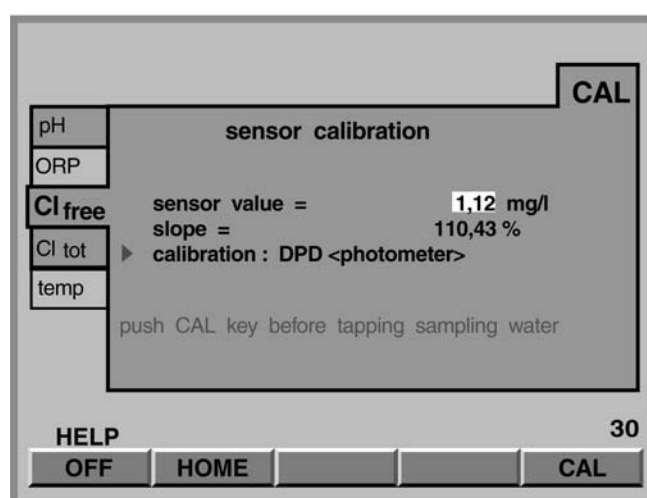 CAL
pH
sensor calibration
ORP
Cl free
sensor value = 1,12 mg/l
slope = 110,43 %
Cl tot
calibration : DPD <photometer>
temp
push CAL key before tapping sampling water
HELP
30
OFF HOME CAL